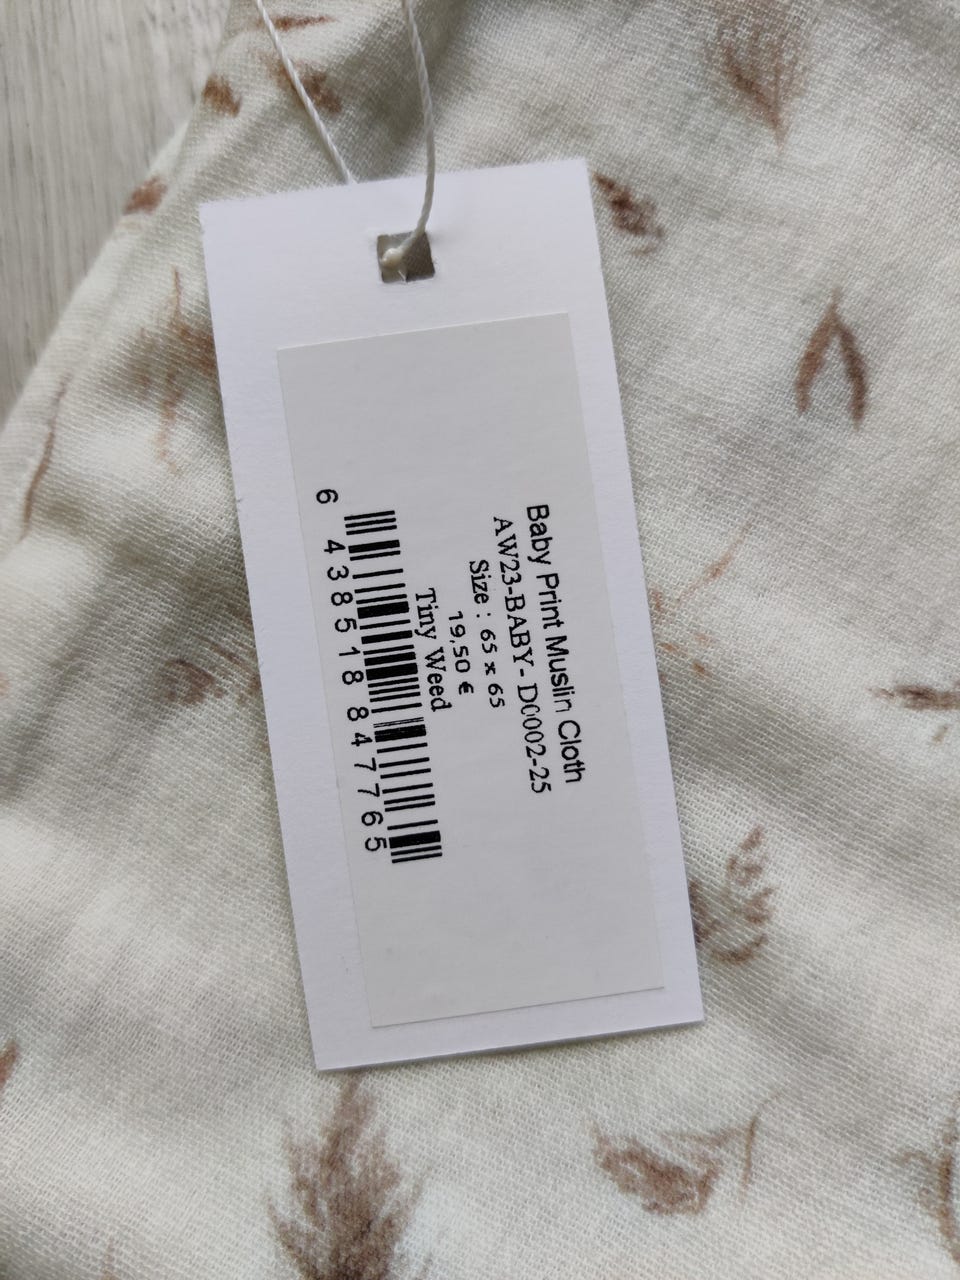 Baby Print Muslin Cloth
AW23-BABY- D0002-25
Size : 65 x 65
19,50 €
Tiny Weed
6 438518 847765